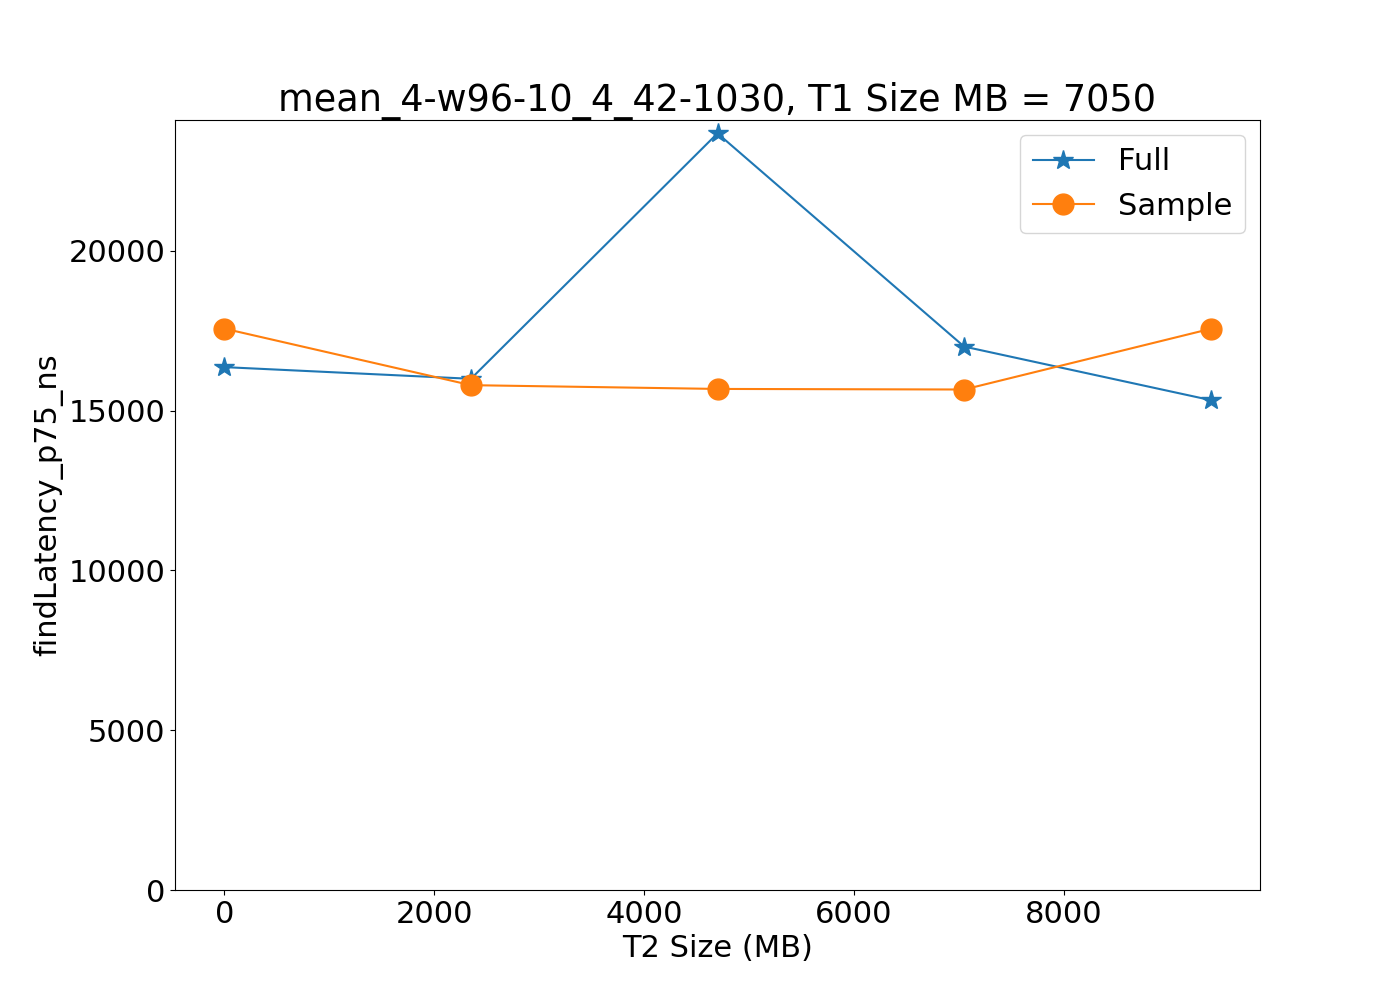 mean_4-w96-10_4_42-1030, T1 Size MB = 7050
Full
Sample
findLatency_p75_ns
20000
15000
10000
5000
0
0 2000 4000 6000 8000
T2 Size (MB)